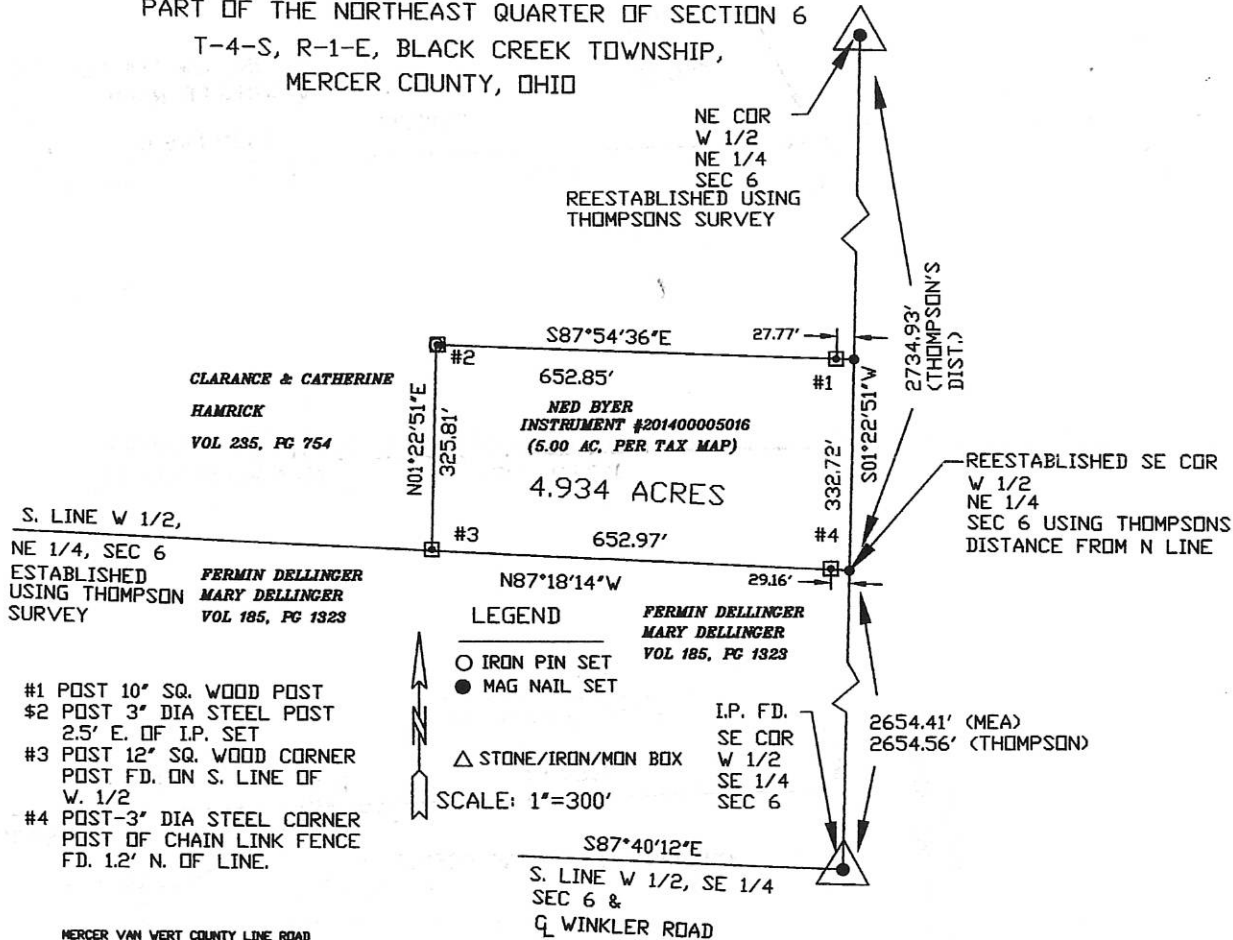 PART OF THE NORTHEAST QUARTER OF SECTION 6
T-4-S, R-1-E, BLACK CREEK TOWNSHIP,
MERCER COUNTY, OHIO
NE COR
W 1/2
NE 1/4
SEC 6
REESTABLISHED USING
THOMPSONS SURVEY
2734.93'
(THOMPSON'S
DIST.)
S87°54'36"E
27.77'
#2
#1
652.85'
CLARANCE & CATHERINE
HAMRICK
VOL 235, PG 754
N01°22'51"E
325.81'
NED BYER
INSTRUMENT #201400005016
(5.00 AC, PER TAX MAP)
4.934 ACRES
332.72'
S01°22'51"W
REESTABLISHED SE COR
W 1/2
NE 1/4
SEC 6 USING THOMPSONS
DISTANCE FROM N LINE
S. LINE W 1/2,
NE 1/4, SEC 6
ESTABLISHED
USING THOMPSON
SURVEY
#3
652.97'
#4
N87°18'14"W
29.16'
FERMIN DELLINGER
MARY DELLINGER
VOL 185, PG 1323
LEGEND
IRON PIN SET
MAG NAIL SET
STONE/IRON/MON BOX
FERMIN DELLINGER
MARY DELLINGER
VOL 185, PG 1323
N
SCALE: 1"=300'
#1 POST 10" SQ. WOOD POST
$2 POST 3" DIA STEEL POST
2.5' E. OF I.P. SET
#3 POST 12" SQ. WOOD CORNER
POST FD. ON S. LINE OF
W. 1/2
#4 POST-3" DIA STEEL CORNER
POST OF CHAIN LINK FENCE
FD. 1.2' N. OF LINE.
I.P. FD.
SE COR
W 1/2
SE 1/4
SEC 6
2654.41' (MEA)
2654.56' (THOMPSON)
S87°40'12"E
S. LINE W 1/2, SE 1/4
SEC 6 &
℄ WINKLER ROAD
MERCER VAN WERT COUNTY LINE ROAD